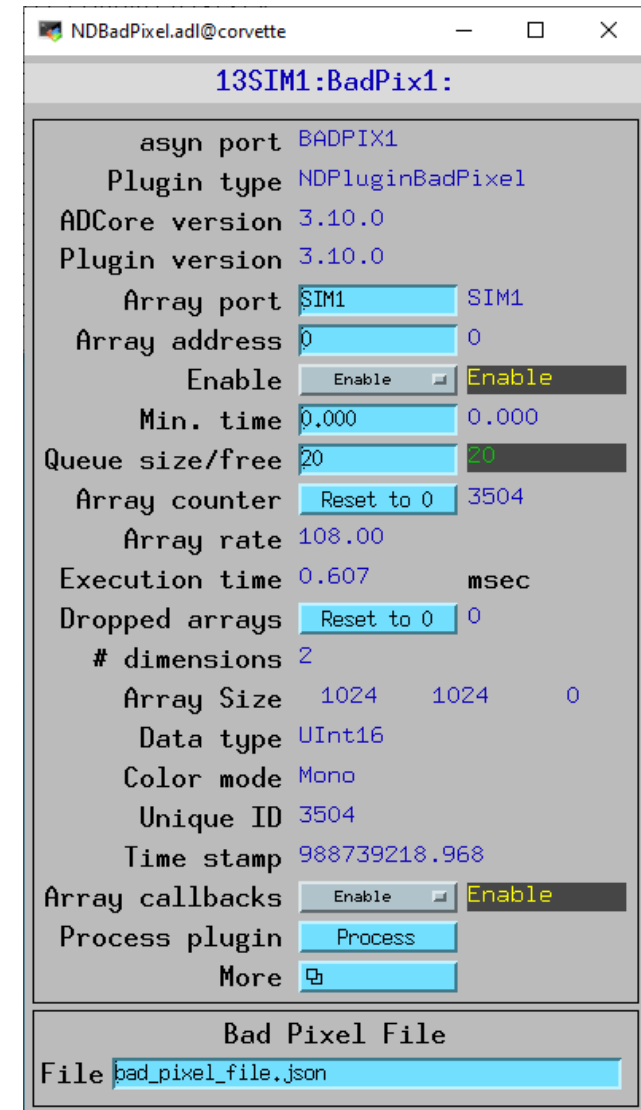 NDBadPixel.adl@corvette
13SIM1:BadPix1:
asyn port BADPIX1
Plugin type NDPluginBadPixel
ADCore version 3.10.0
Plugin version 3.10.0
Array port SIM1 SIM1
Array address 0 0
Enable Enable Enable
Min. time 0.000 0.000
Queue size/free 20 20
Array counter Reset to 0 3504
Array rate 108.00
Execution time 0.607 msec
Dropped arrays Reset to 0 0
# dimensions 2
Array Size 1024 1024 0
Data type UInt16
Color mode Mono
Unique ID 3504
Time stamp 988739218.968
Array callbacks Enable Enable
Process plugin Process
More
Bad Pixel File
File bad_pixel_file.json